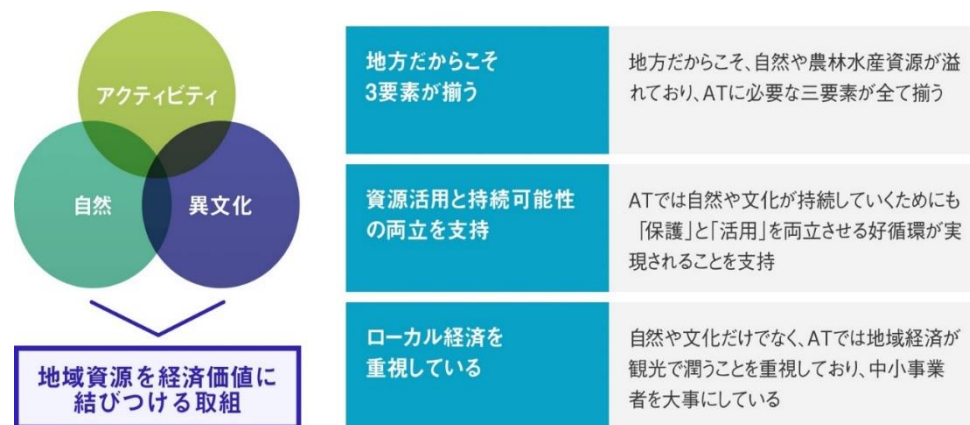 アクティビティ
自然
異文化
地域資源を経済価値に
結びつける取組
地方だからこそ
3要素が揃う
地方だからこそ、自然や農林水産資源が溢
れており、ATに必要な三要素が全て揃う
資源活用と持続可能性
の両立を支持
ATでは自然や文化が持続していくためにも
「保護」と「活用」を両立させる好循環が実
現されることを支持
ローカル経済を
重視している
自然や文化だけでなく、ATでは地域経済が
観光で潤うことを重視しており、中小事業
者を大事にしている